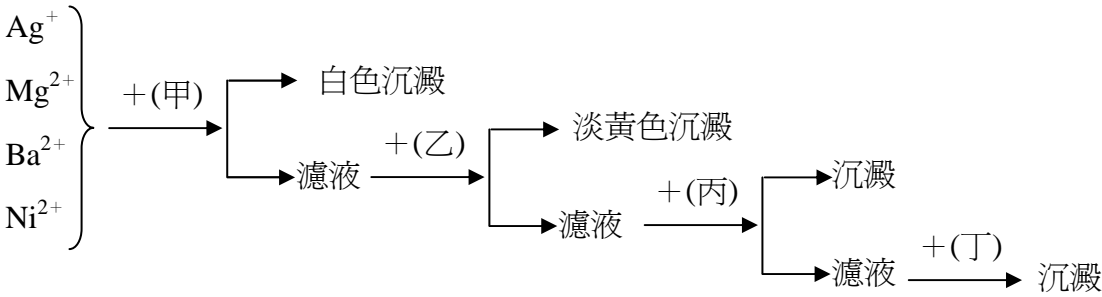 Ag⁺
Mg²⁺
Ba²⁺
Ni²⁺
＋(甲)
白色沉澱
濾液
＋(乙)
淡黃色沉澱
濾液
＋(丙)
沉澱
濾液
＋(丁)
沉澱